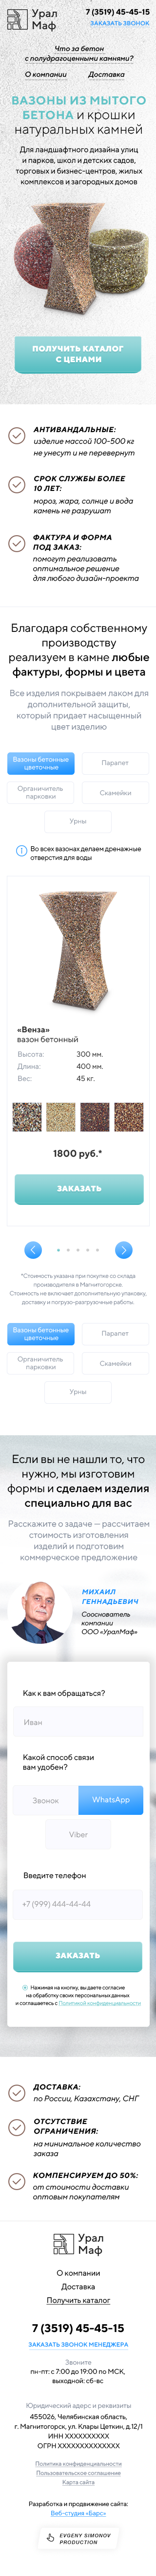 Урал
Маф
7 (3519) 45-45-15
ЗАКАЗАТЬ ЗВОНОК
Что за бетон
с полудрагоценными камнями?
О компании
Доставка
ВАЗОНЫ ИЗ МЫТОГО
БЕТОНА и крошки
натуральных камней
Для ландшафтного дизайна улиц
и парков, школ и детских садов,
торговых и бизнес-центров, жилых
комплексов и загородных домов
ПОЛУЧИТЬ КАТАЛОГ
С ЦЕНАМИ
АНТИВАНДАЛЬНЫЕ:
изделие массой 100-500 кг
не унесут и не перевернут
СРОК СЛУЖБЫ БОЛЕЕ
10 ЛЕТ:
мороз, жара, солнце и вода
камень не разрушат
ФАКТУРА И ФОРМА
ПОД ЗАКАЗ:
помогут реализовать
оптимальное решение
для любого дизайн-проекта
Благодаря собственному
производству
реализуем в камне любые
фактуры, формы и цвета
Все изделия покрываем лаком для
дополнительной защиты,
который придает насыщенный
цвет изделию
Вазоны бетонные
цветочные
Парапет
Ограничитель
парковки
Скамейки
Урны
Во всех вазонах делаем дренажные
отверстия для воды
«Венза»
вазон бетонный
Высота: 300 мм.
Длина: 400 мм.
Вес: 45 кг.
1800 руб.*
ЗАКАЗАТЬ
*Стоимость указана при покупке со склада
производителя в Магнитогорске.
Стоимость не включает дополнительную упаковку,
доставку и погрузо-разгрузочные работы.
Вазоны бетонные
цветочные
Парапет
Ограничитель
парковки
Скамейки
Урны
Если вы не нашли то, что
нужно, мы изготовим
формы и сделаем изделия
специально для вас
Расскажите о задаче — рассчитаем
стоимость изготовления
изделий и подготовим
коммерческое предложение
МИХАИЛ
ГЕННАДЬЕВИЧ
Сооснователь
компании
ООО «УралМаф»
Как к вам обращаться?
Иван
Какой способ связи
вам удобен?
Звонок
WhatsApp
Viber
Введите телефон
+7 (999) 444-44-44
ЗАКАЗАТЬ
Нажимая на кнопку, вы даете согласие
на обработку своих персональных данных
и соглашаетесь с Политикой конфиденциальности
ДОСТАВКА:
по России, Казахстану, СНГ
ОТСУТСТВИЕ
ОГРАНИЧЕНИЯ:
на минимальное количество
заказа
КОМПЕНСИРУЕМ ДО 50%:
от стоимости доставки
оптовым покупателям
Урал
Маф
О компании
Доставка
Получить каталог
7 (3519) 45-45-15
ЗАКАЗАТЬ ЗВОНОК МЕНЕДЖЕРА
Звоните
пн-пт: с 7:00 до 19:00 по МСК,
выходной: сб-вс
Юридический адерс и реквизиты
455026, Челябинская область,
г. Магнитогорск, ул. Клары Цеткин, д.12/1
ИНН XXXXXXXXXX
ОГРН XXXXXXXXXXXXXX
Политика конфиденциальности
Пользовательское соглашение
Карта сайта
Разработка и продвижение сайта:
Веб-студия «Барс»
EVGENY SIMONOV
PRODUCTION